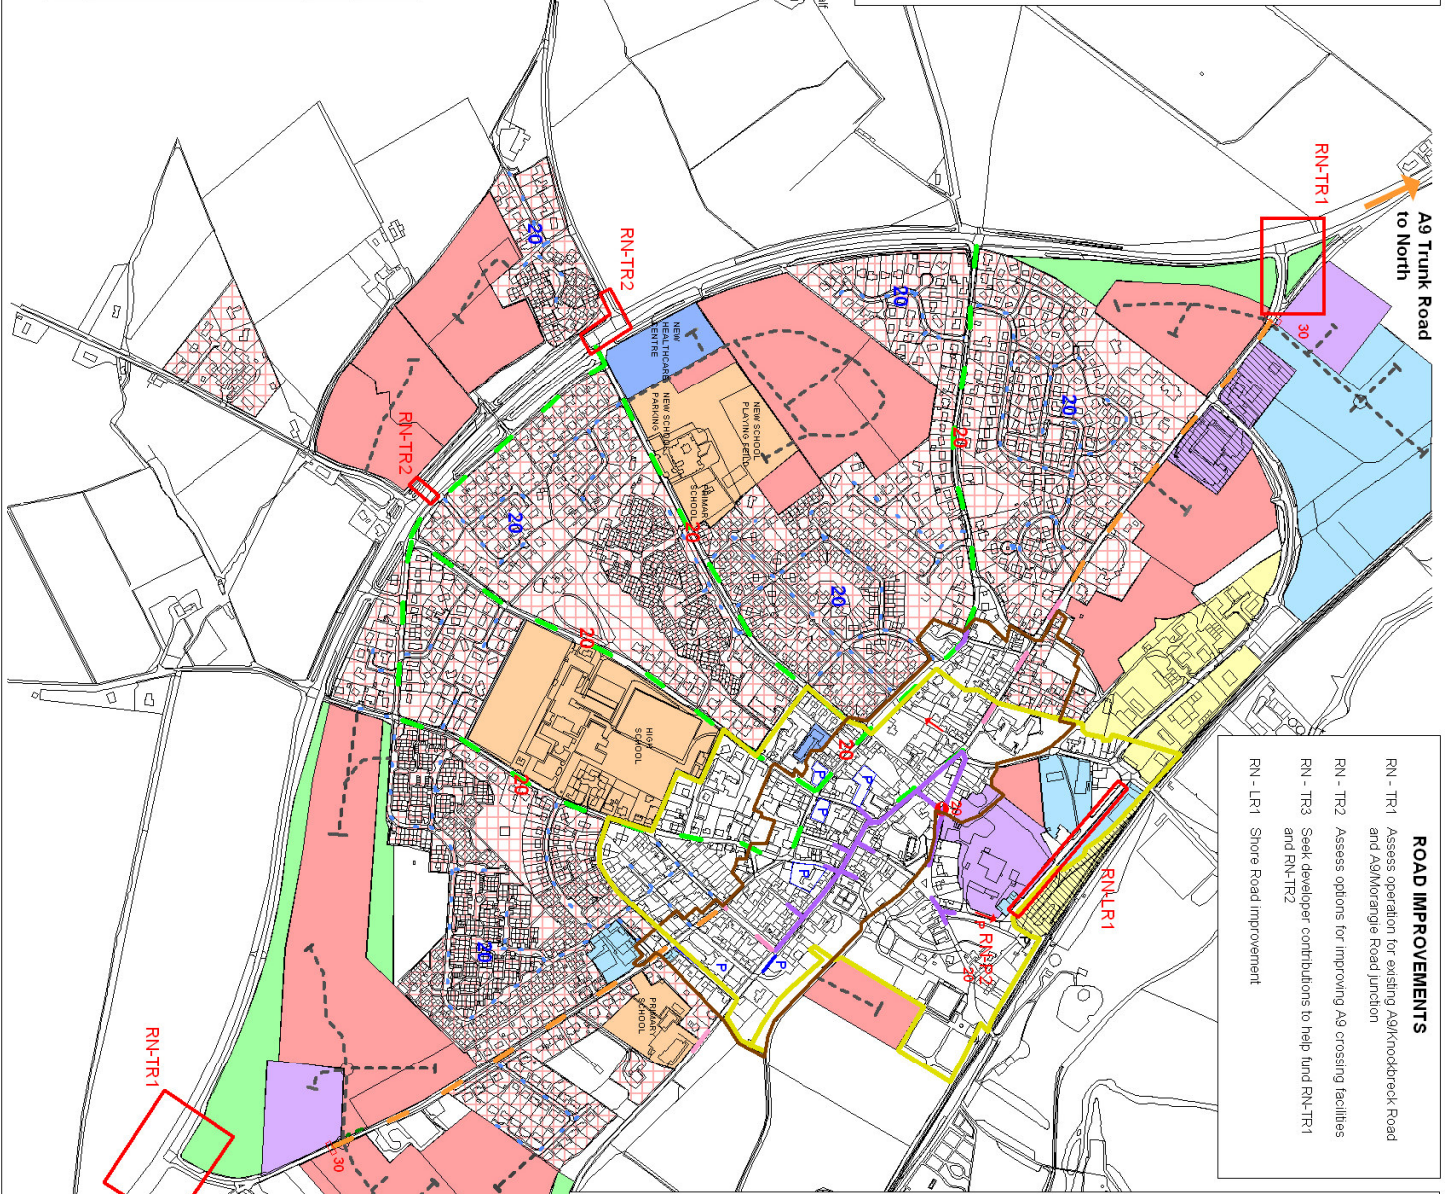 A9 Trunk Road
to North
RN-TR1
30
RN-TR2
20
20
20
NEW
HEALTHCARE
CENTRE
NEW SCHOOL
PARKING
NEW SCHOOL
PLAYING FEILD
PRIMARY
SCHOOL
20
20
RN-TR2
20
20
20
HIGH
SCHOOL
20
20
20
P
P
P
P
P
P
20
RN-LR1
20
PRIMARY
SCHOOL
RN-TR1
30
ROAD IMPROVEMENTS
RN - TR1 Assess operation for existing A9/Knockbreck Road
and A9/Morangie Road junction
RN - TR2 Assess options for improving A9 crossing facilities
RN - TR3 Seek developer contributions to help fund RN-TR1
and RN-TR2
RN - LR1 Shore Road improvement